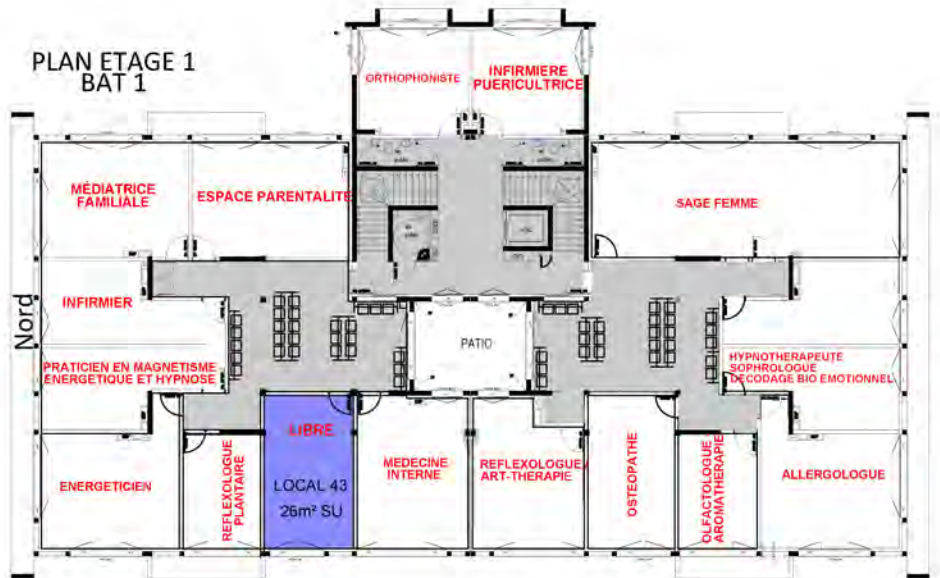 PLAN ETAGE 1
BAT 1
ORTHOPHONISTE
INFIRMIERE
PUERICULTRICE
MÉDIATRICE
FAMILIALE
ESPACE PARENTALITE
SAGE FEMME
Nord
INFIRMIER
PRATICIEN EN MAGNETISME
ENERGETIQUE ET HYPNOSE
PATIO
HYPNOTHERAPEUTE
SOPHROLOGUE
DECODAGE BIO EMOTIONNEL
ENERGETICIEN
REFLEXOLOGUE
PLANTAIRE
LIBRE
LOCAL 43
26m² SU
MEDECINE
INTERNE
REFLEXOLOGUE/
ART-THERAPIE
OSTEOPATHE
OLFACTOLOGUE
AROMATHERAPIE
ALLERGOLOGUE